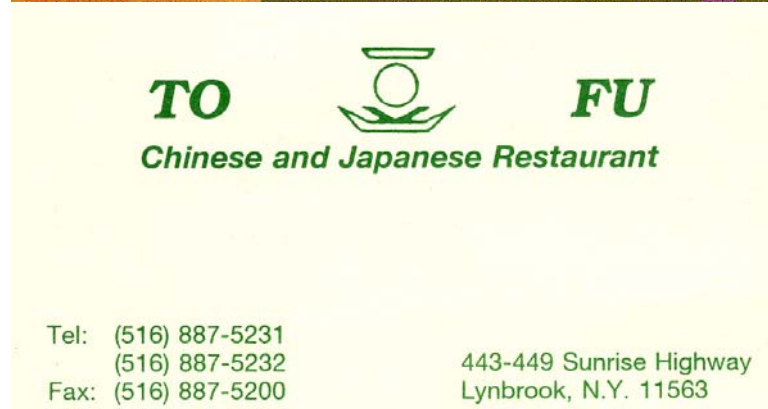 TO FU
Chinese and Japanese Restaurant
Tel: (516) 887-5231
(516) 887-5232
Fax: (516) 887-5200
443-449 Sunrise Highway
Lynbrook, N.Y. 11563